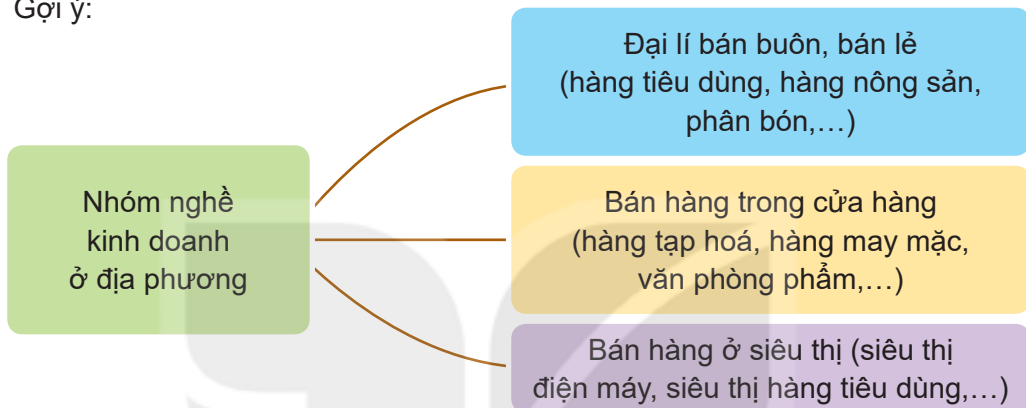 Gợi ý:
Đại lí bán buôn, bán lẻ
(hàng tiêu dùng, hàng nông sản,
phân bón,…)
Nhóm nghề
kinh doanh
ở địa phương
Bán hàng trong cửa hàng
(hàng tạp hoá, hàng may mặc,
văn phòng phẩm,…)
Bán hàng ở siêu thị (siêu thị
điện máy, siêu thị hàng tiêu dùng,…)